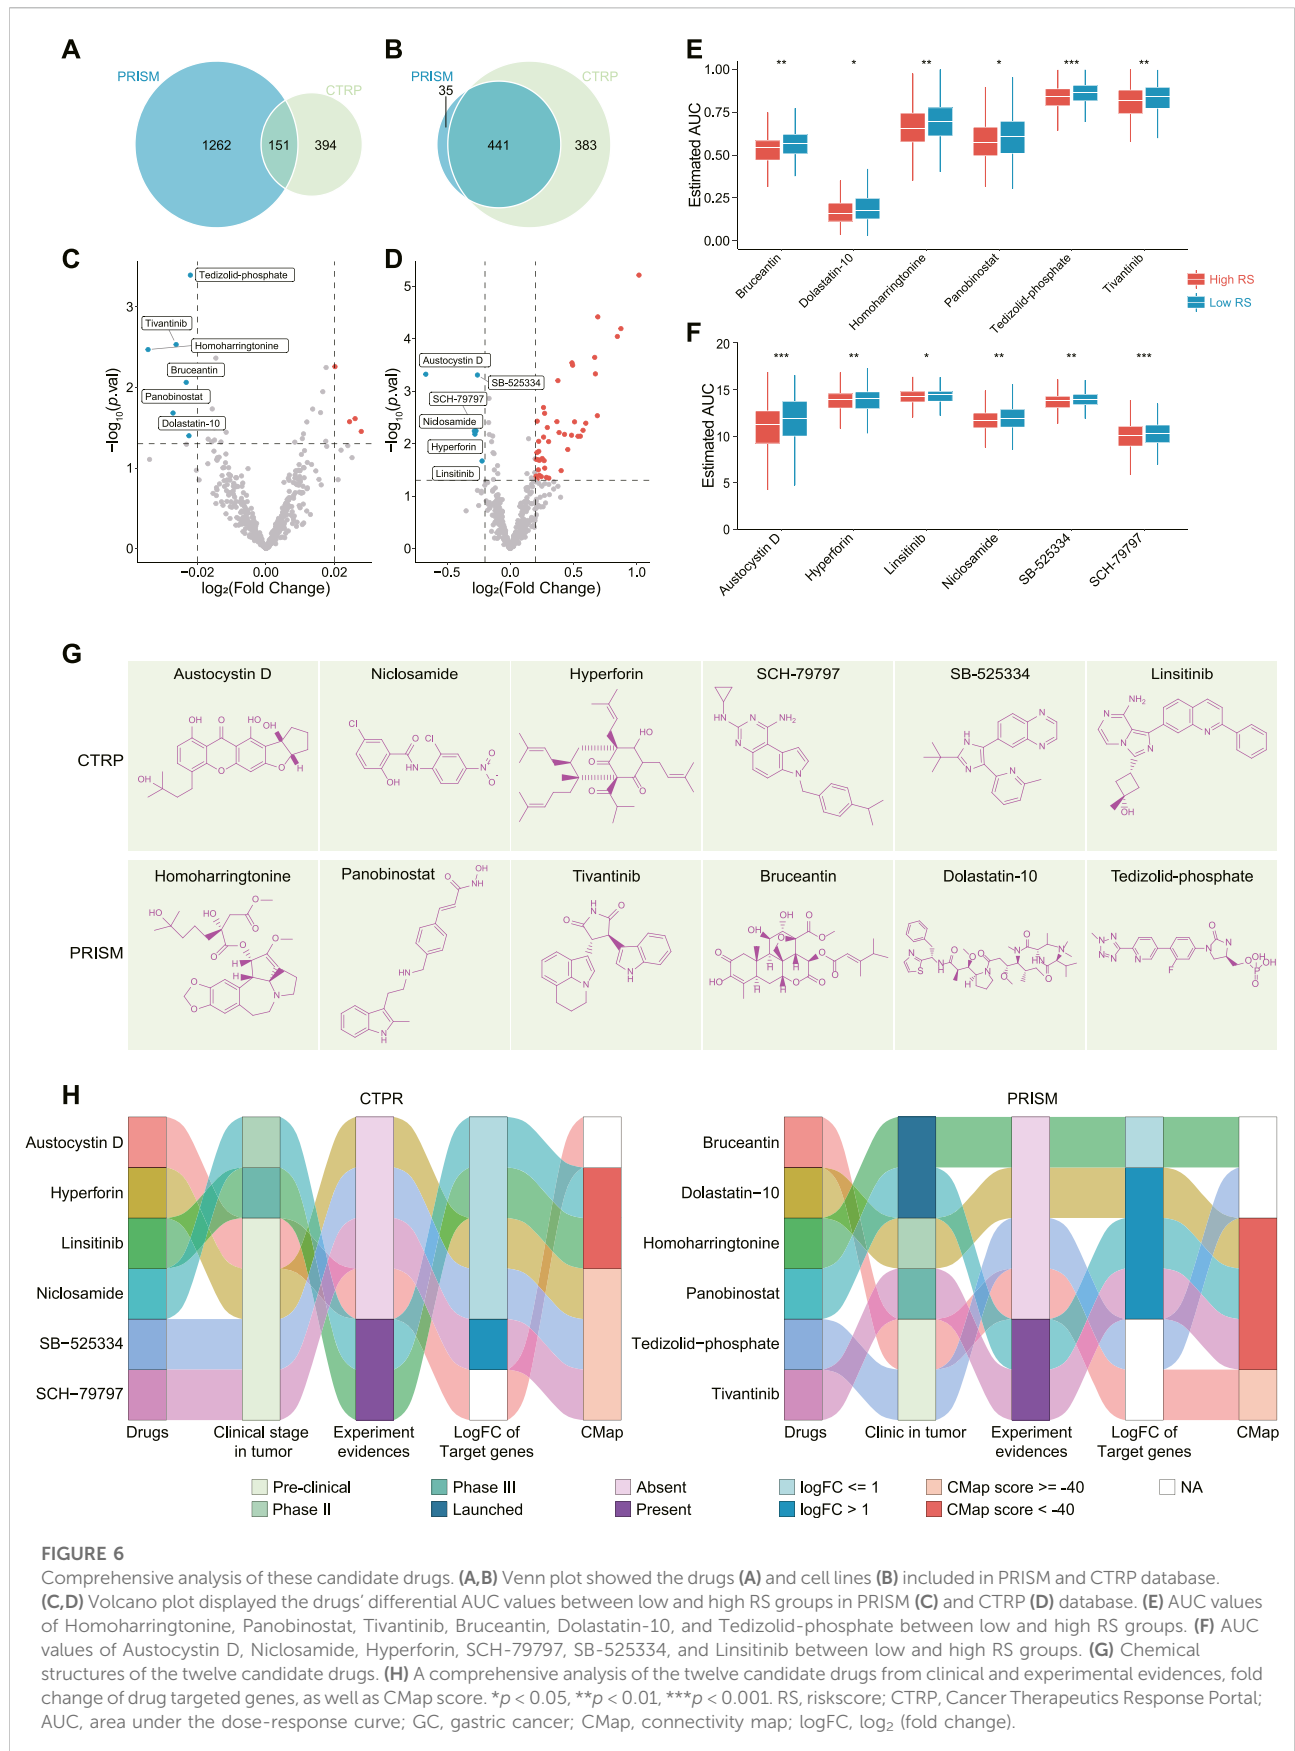 A
PRISM
CTRP
1262
151
394
B
PRISM
CTRP
35
441
383
C
Tedizolid-phosphate
Tivantinib
Homoharringtonine
Bruceantin
Panobinostat
Dolastatin-10
−log10(p.val)
3
2
1
0
-0.02
0.00
0.02
log₂(Fold Change)
D
Austocystin D
SB-525334
SCH-79797
Niclosamide
Hyperforin
Linsitinib
−log10(p.val)
5
4
3
2
1
0
−0.5
0.0
0.5
1.0
log₂(Fold Change)
E
** * ** * *** **
Estimated AUC
1.00
0.75
0.50
0.25
0.00
Bruceantin
Dolastatin-10
Homoharringtonine
Panobinostat
Tedizolid-phosphate
Tivantinib
High RS
Low RS
F
*** ** * ** ** ***
Estimated AUC
20
15
10
5
0
Austocystin D
Hyperforin
Linsitinib
Niclosamide
SB-525334
SCH-79797
G
Austocystin D
Niclosamide
Hyperforin
SCH-79797
SB-525334
Linsitinib
CTRP
Homoharringtonine
Panobinostat
Tivantinib
Bruceantin
Dolastatin-10
Tedizolid-phosphate
PRISM
H
CTPR
Austocystin D
Hyperforin
Linsitinib
Niclosamide
SB−525334
SCH−79797
Drugs
Clinical stage
in tumor
Experiment
evidences
LogFC of
Target genes
CMap
PRISM
Bruceantin
Dolastatin−10
Homoharringtonine
Panobinostat
Tedizolid−phosphate
Tivantinib
Drugs
Clinic in tumor
Experiment
evidences
LogFC of
Target genes
CMap
Pre-clinical
Phase III
Absent
logFC <= 1
CMap score >= -40
NA
Phase II
Launched
Present
logFC > 1
CMap score < -40
FIGURE 6
Comprehensive analysis of these candidate drugs. (A,B) Venn plot showed the drugs (A) and cell lines (B) included in PRISM and CTRP database.
(C,D) Volcano plot displayed the drugs' differential AUC values between low and high RS groups in PRISM (C) and CTRP (D) database. (E) AUC values
of Homoharringtonine, Panobinostat, Tivantinib, Bruceantin, Dolastatin-10, and Tedizolid-phosphate between low and high RS groups. (F) AUC
values of Austocystin D, Niclosamide, Hyperforin, SCH-79797, SB-525334, and Linsitinib between low and high RS groups. (G) Chemical
structures of the twelve candidate drugs. (H) A comprehensive analysis of the twelve candidate drugs from clinical and experimental evidences, fold
change of drug targeted genes, as well as CMap score. *p < 0.05, **p < 0.01, ***p < 0.001. RS, riskscore; CTRP, Cancer Therapeutics Response Portal;
AUC, area under the dose-response curve; GC, gastric cancer; CMap, connectivity map; logFC, log₂ (fold change).